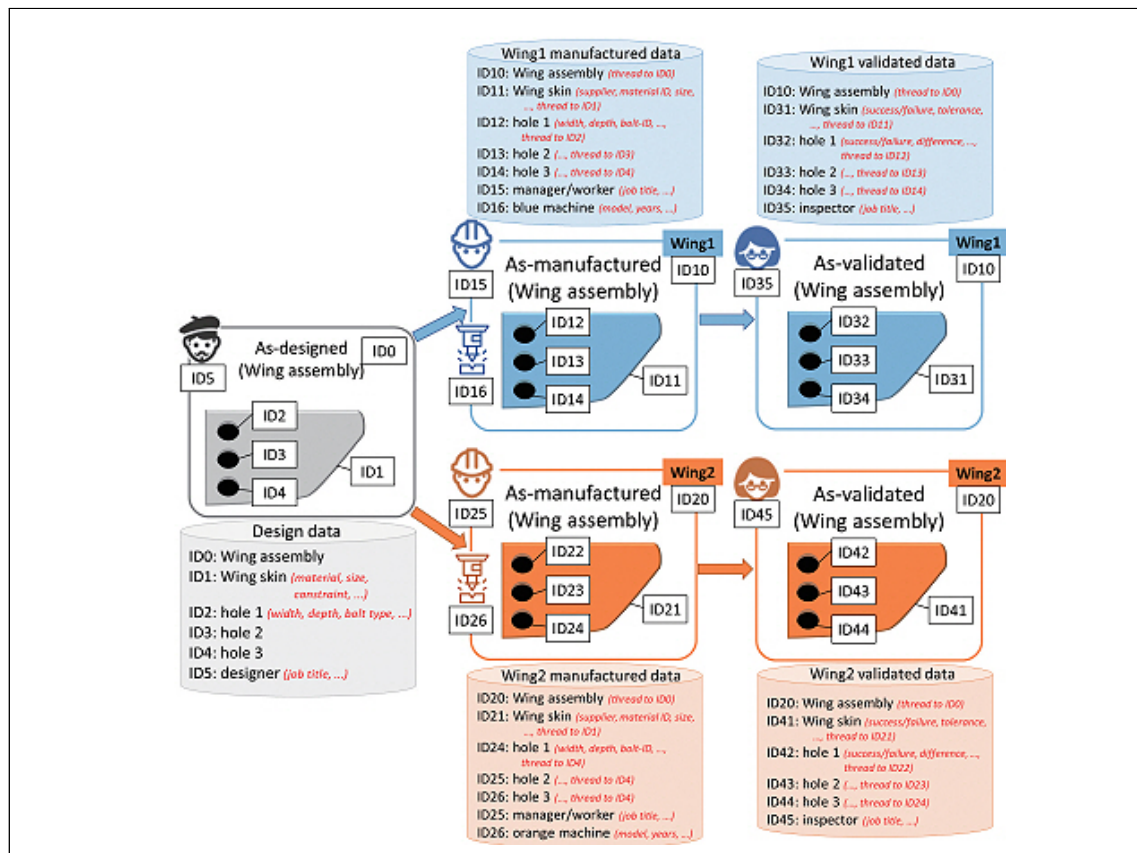 Wing1 manufactured data
ID10: Wing assembly (thread to ID0)
ID11: Wing skin (supplier, material ID, size,
..., thread to ID1)
ID12: hole 1 (width, depth, bolt-ID, ...,
thread to ID2)
ID13: hole 2 (..., thread to ID3)
ID14: hole 3 (..., thread to ID4)
ID15: manager/worker (job title, ...)
ID16: blue machine (model, years, ...)
Wing1 validated data
ID10: Wing assembly (thread to ID0)
ID31: Wing skin (success/failure, tolerance,
..., thread to ID11)
ID32: hole 1 (success/failure, difference, ...,
thread to ID12)
ID33: hole 2 (..., thread to ID13)
ID34: hole 3 (..., thread to ID14)
ID35: inspector (job title, ...)
Wing1
ID10
ID15
As-manufactured
(Wing assembly)
ID12
ID13
ID14
ID11
ID16
Wing1
ID10
ID35
As-validated
(Wing assembly)
ID32
ID33
ID34
ID31
As-designed
(Wing assembly)
ID0
ID5
ID2
ID3
ID4
ID1
Design data
ID0: Wing assembly
ID1: Wing skin (material, size,
constraint, ...)
ID2: hole 1 (width, depth, bolt type, ...)
ID3: hole 2
ID4: hole 3
ID5: designer (job title, ...)
Wing2
ID20
ID25
As-manufactured
(Wing assembly)
ID22
ID23
ID24
ID21
ID26
Wing2
ID20
ID45
As-validated
(Wing assembly)
ID42
ID43
ID44
ID41
Wing2 manufactured data
ID20: Wing assembly (thread to ID0)
ID21: Wing skin (supplier, material ID, size,
..., thread to ID1)
ID24: hole 1 (width, depth, bolt-ID, ...,
thread to ID4)
ID25: hole 2 (..., thread to ID4)
ID26: hole 3 (..., thread to ID4)
ID25: manager/worker (job title, ...)
ID26: orange machine (model, years, ...)
Wing2 validated data
ID20: Wing assembly (thread to ID0)
ID41: Wing skin (success/failure, tolerance,
..., thread to ID21)
ID42: hole 1 (success/failure, difference, ...,
thread to ID22)
ID43: hole 2 (..., thread to ID23)
ID44: hole 3 (..., thread to ID24)
ID45: inspector (job title, ...)